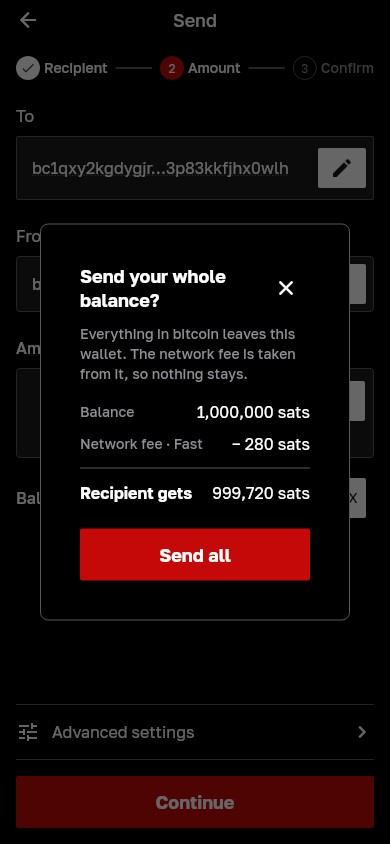 Send
Recipient
2 Amount
3 Confirm
To
bc1qxy2kgdygjr...3p83kkfjhx0wlh
Fro
b
Send your whole
balance?
Everything in bitcoin leaves this
wallet. The network fee is taken
from it, so nothing stays.
Am
Balance 1,000,000 sats
Network fee · Fast − 280 sats
Recipient gets 999,720 sats
Bal
X
Send all
Advanced settings
Continue